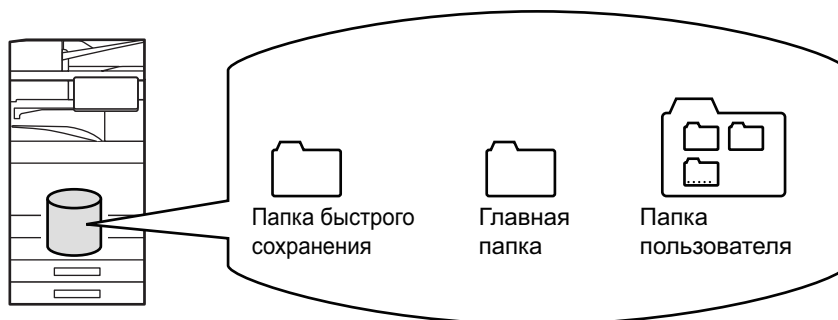 Папка быстрого
сохранения
Главная
папка
Папка
пользователя